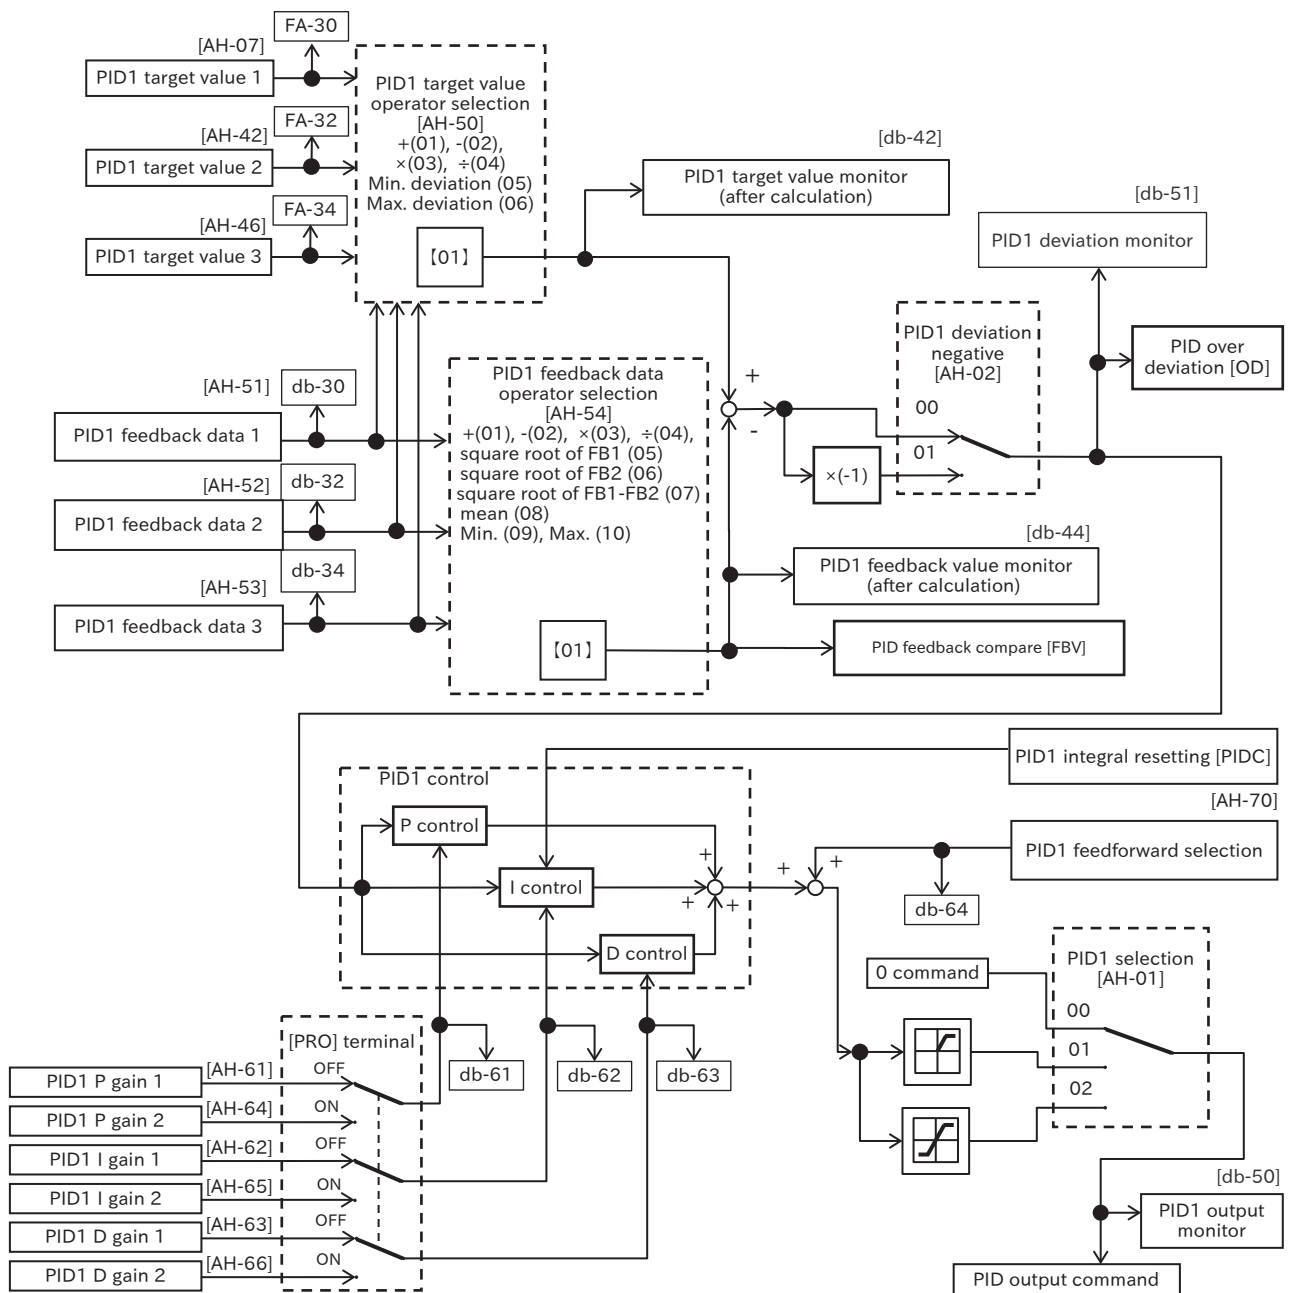 FA-30
[AH-07]
PID1 target value 1
FA-32
[AH-42]
PID1 target value 2
FA-34
[AH-46]
PID1 target value 3
PID1 target value
operator selection
[AH-50]
+(01), -(02),
×(03), ÷(04)
Min. deviation (05)
Max. deviation (06)
【01】
[db-42]
PID1 target value monitor
(after calculation)
[db-51]
PID1 deviation monitor
PID over
deviation [OD]
PID1 deviation
negative
[AH-02]
00
01
+
-
×(-1)
[AH-51]
db-30
PID1 feedback data 1
[AH-52]
db-32
PID1 feedback data 2
db-34
[AH-53]
PID1 feedback data 3
PID1 feedback data
operator selection
[AH-54]
+(01), -(02), ×(03), ÷(04),
square root of FB1 (05)
square root of FB2 (06)
square root of FB1-FB2 (07)
mean (08)
Min. (09), Max. (10)
【01】
[db-44]
PID1 feedback value monitor
(after calculation)
PID feedback compare [FBV]
PID1 integral resetting [PIDC]
[AH-70]
PID1 feedforward selection
db-64
PID1 control
P control
I control
D control
+
+
+
+
+
0 command
PID1 selection
[AH-01]
00
01
02
[PRO] terminal
db-61
db-62
db-63
PID1 P gain 1
[AH-61]
OFF
PID1 P gain 2
[AH-64]
ON
PID1 I gain 1
[AH-62]
OFF
PID1 I gain 2
[AH-65]
ON
PID1 D gain 1
[AH-63]
OFF
PID1 D gain 2
[AH-66]
ON
[db-50]
PID1 output
monitor
PID output command